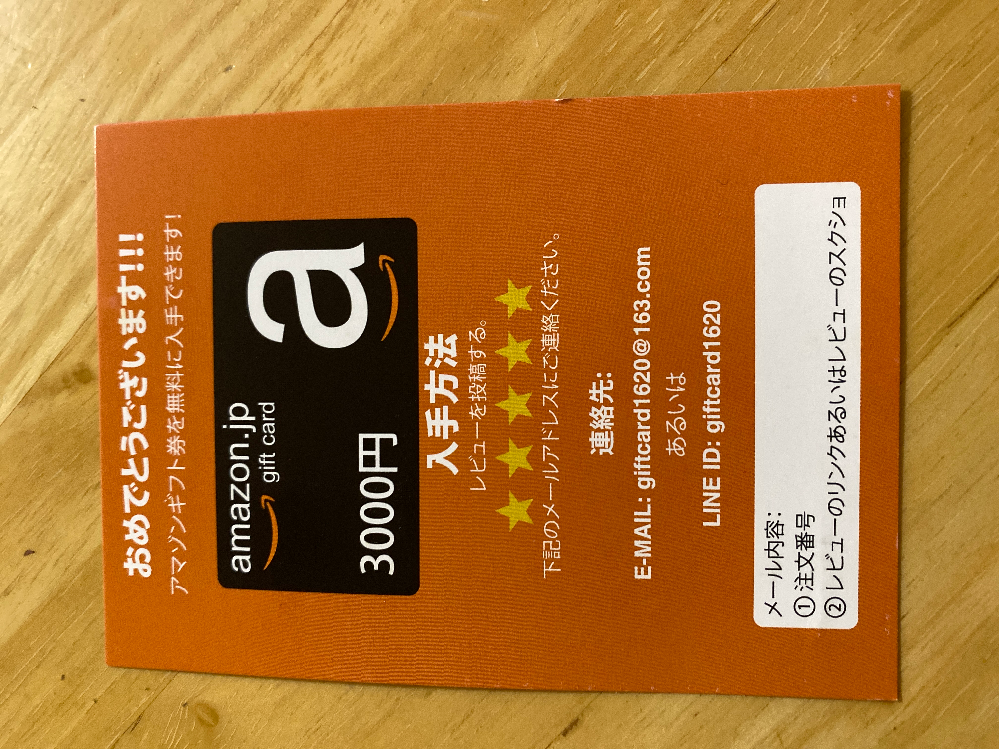 おめでとうございます!!!
アマゾンギフト券を無料に入手できます!
amazon.jp
gift card
a
3000円
入手方法
レビューを投稿する。
下記のメールアドレスにご連絡ください。
連絡先:
E-MAIL: giftcard1620@163.com
あるいは
LINE ID: giftcard1620
メール内容:
①注文番号
②レビューのリンクあるいはレビューのスクショ